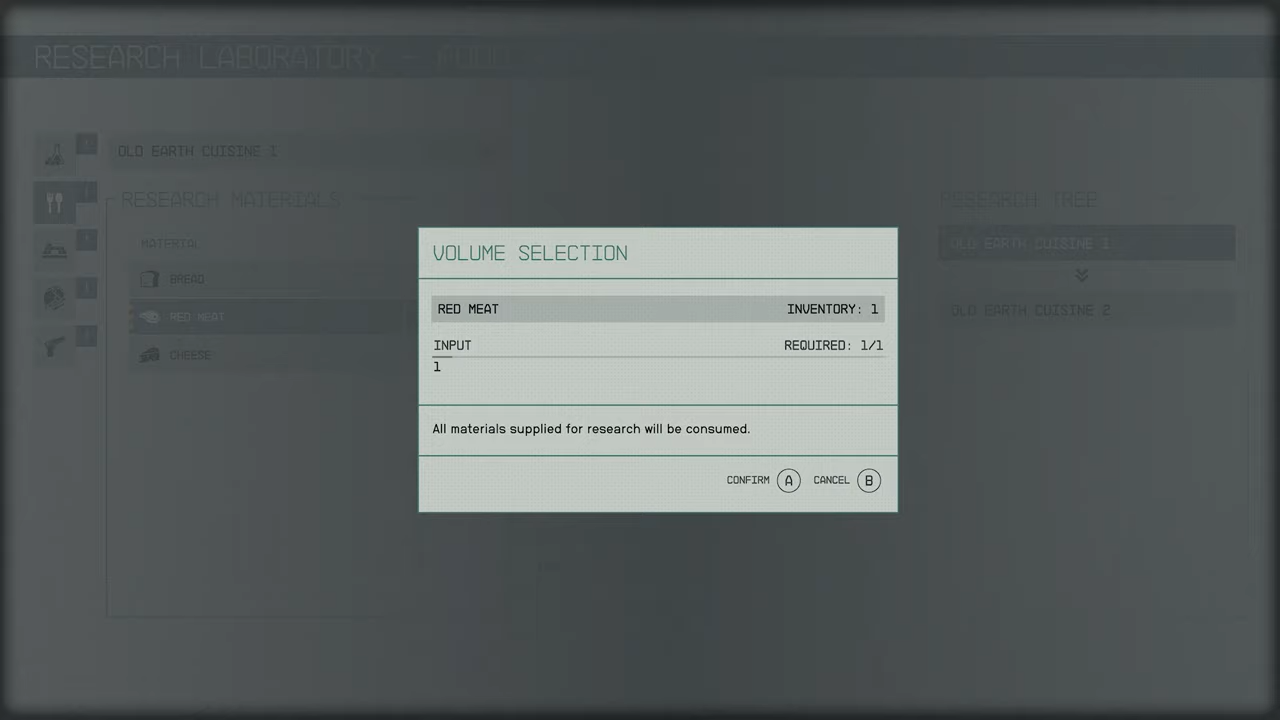 RESEARCH LABORATORY -
OLD EARTH CUISINE 1
RESEARCH MATERIALS
RESEARCH TREE
MATERIAL
OLD EARTH CUISINE 1
BREAD
RED MEAT
OLD EARTH CUISINE 2
CHEESE
VOLUME SELECTION
RED MEAT INVENTORY: 1
INPUT REQUIRED: 1/1
1
All materials supplied for research will be consumed.
CONFIRM A CANCEL B